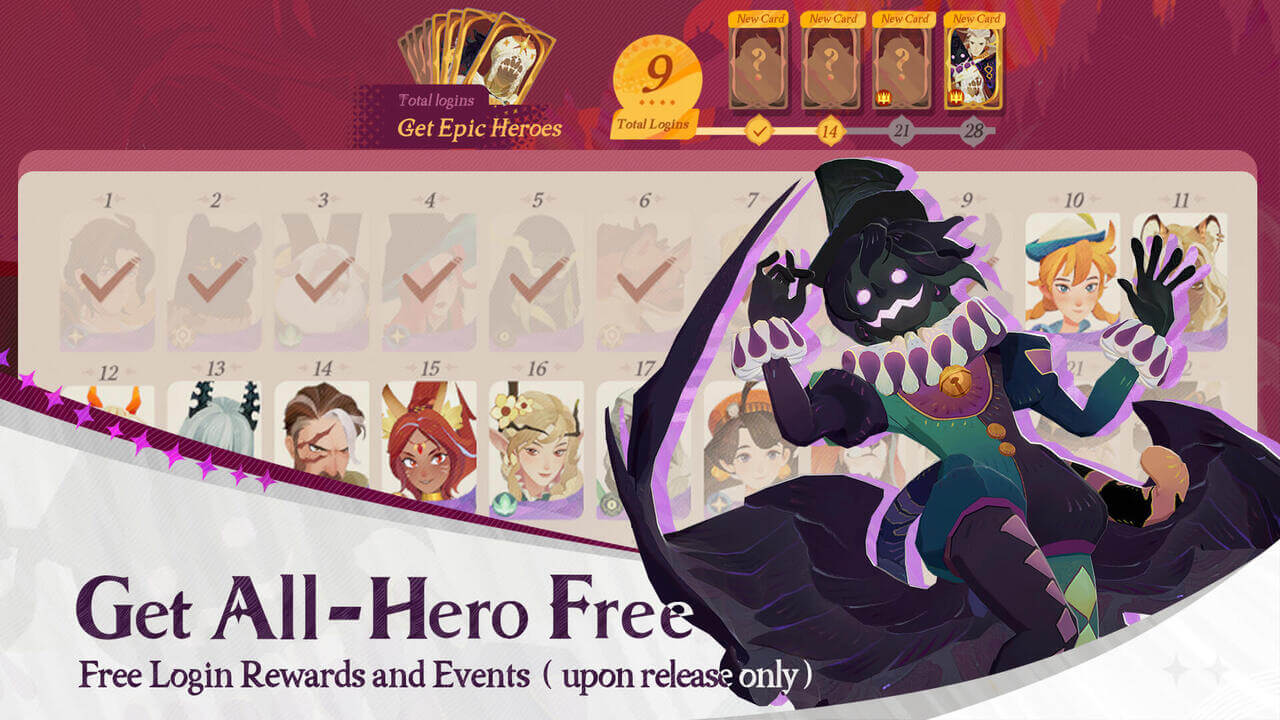 New Card
New Card
New Card
New Card
?
?
?
9
Total logins
Get Epic Heroes
Total Logins
14
21
28
1
2
3
4
5
6
7
9
10
11
12
13
14
15
16
17
21
Get All-Hero Free
Free Login Rewards and Events ( upon release only)